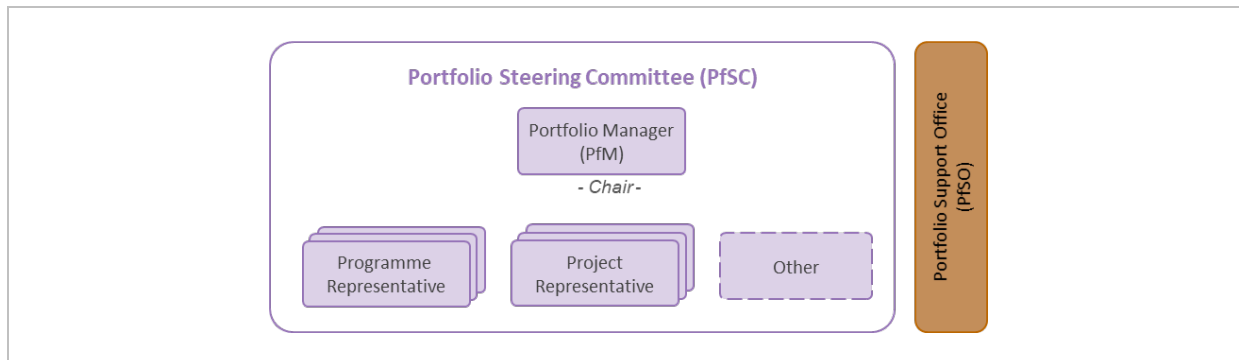 Portfolio Steering Committee (PfSC)
Portfolio Manager
(PfM)
- Chair -
Programme
Representative
Project
Representative
Other
Portfolio Support Office
(PfSO)